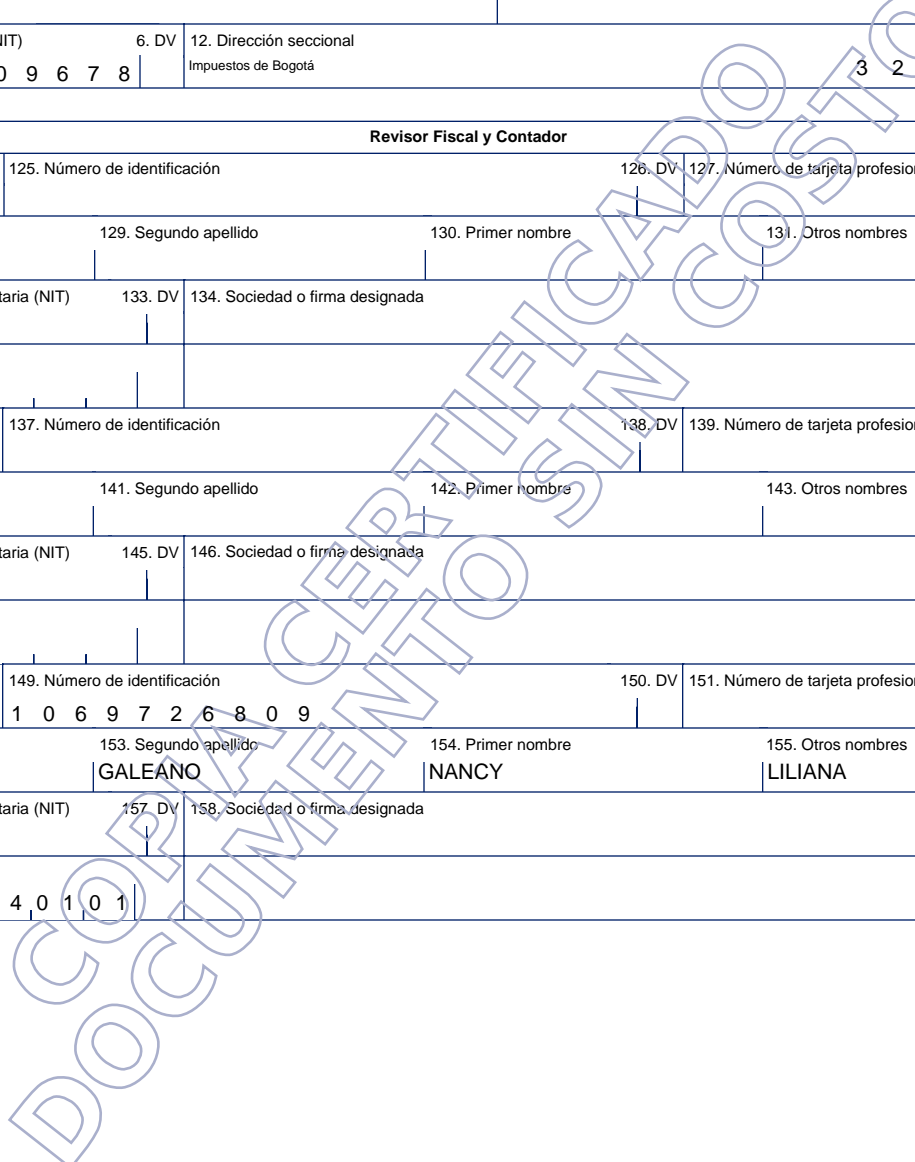 NIT) 6. DV 12. Dirección seccional
0 9 6 7 8 Impuestos de Bogotá 3 2
Revisor Fiscal y Contador
125. Número de identificación 126. DV 127. Número de tarjeta profesion
129. Segundo apellido 130. Primer nombre 131. Otros nombres
taria (NIT) 133. DV 134. Sociedad o firma designada
137. Número de identificación 138. DV 139. Número de tarjeta profesion
141. Segundo apellido 142. Primer nombre 143. Otros nombres
taria (NIT) 145. DV 146. Sociedad o firma designada
149. Número de identificación 150. DV 151. Número de tarjeta profesion
1 0 6 9 7 2 6 8 0 9
153. Segundo apellido 154. Primer nombre 155. Otros nombres
GALEANO NANCY LILIANA
taria (NIT) 157. DV 158. Sociedad o firma designada
4 0 1 0 1
COPIA CERTIFICADO
DOCUMENTO SIN COSTO